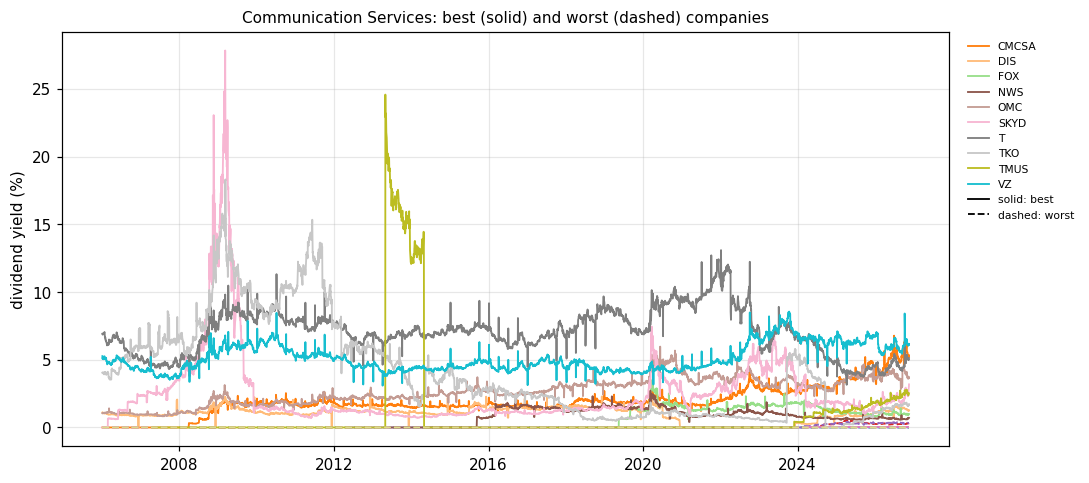 Communication Services: best (solid) and worst (dashed) companies
dividend yield (%)
25
20
15
10
5
0
2008
2012
2016
2020
2024
CMCSA
DIS
FOX
NWS
OMC
SKYD
T
TKO
TMUS
VZ
solid: best
dashed: worst